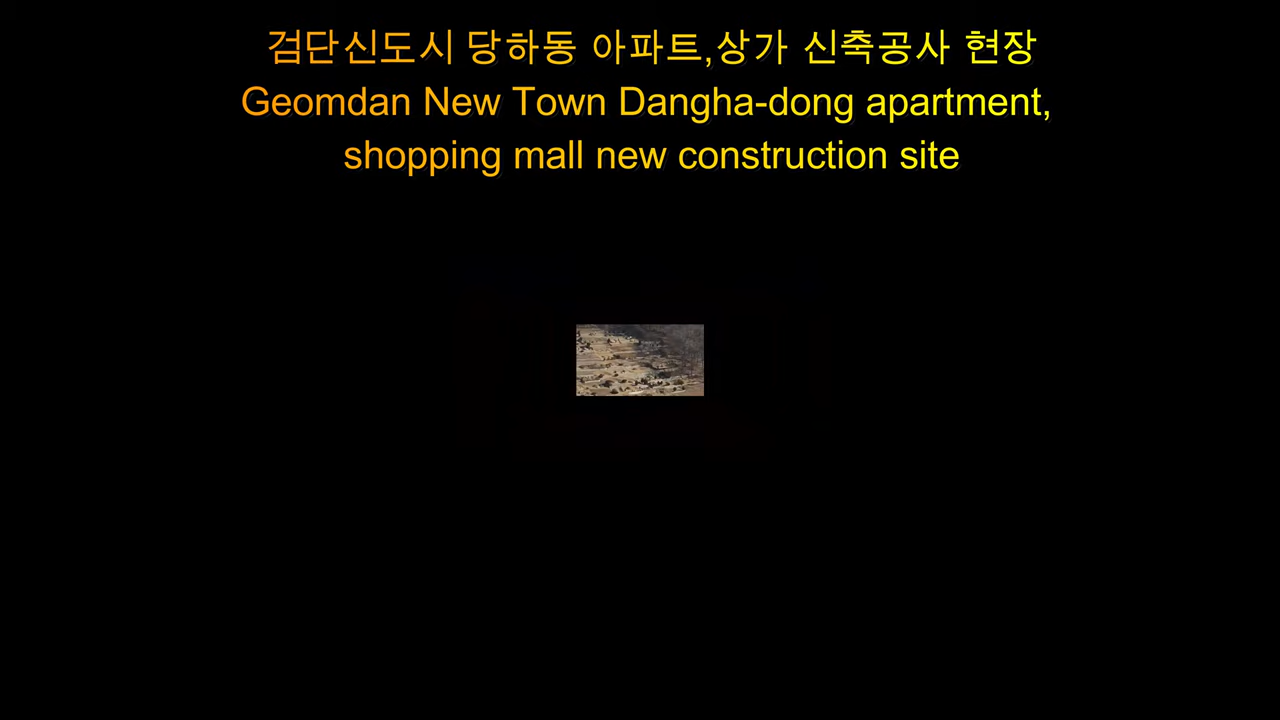 검단신도시 당하동 아파트,상가 신축공사 현장
Geomdan New Town Dangha-dong apartment,
shopping mall new construction site